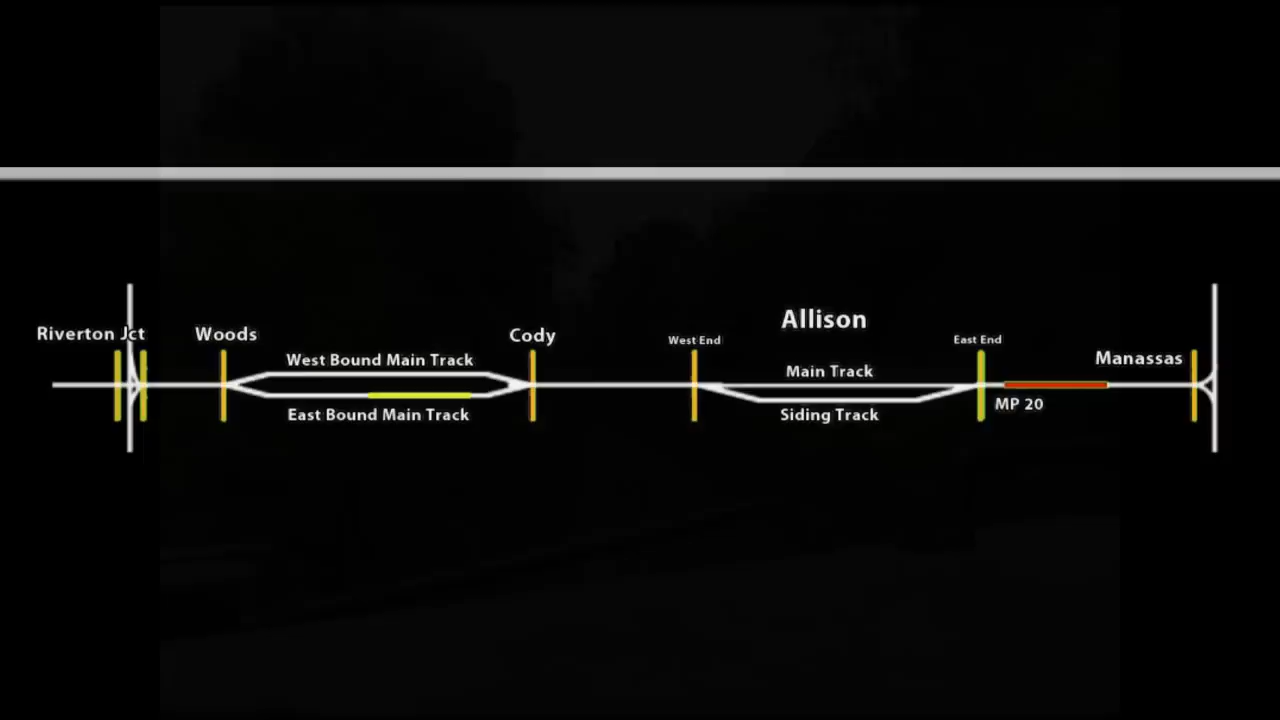 Riverton Jct
Woods
West Bound Main Track
East Bound Main Track
Cody
West End
Allison
Main Track
Siding Track
East End
MP 20
Manassas